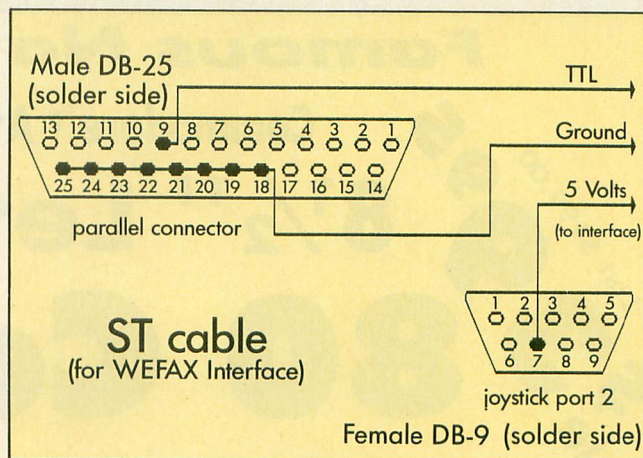 Male DB-25
(solder side)
TTL
13 12 11 10 9 8 7 6 5 4 3 2 1
Ground
25 24 23 22 21 20 19 18 17 16 15 14
parallel connector
5 Volts
(to interface)
1 2 3 4 5
6 7 8 9
ST cable
(for WEFAX Interface)
joystick port 2
Female DB-9 (solder side)